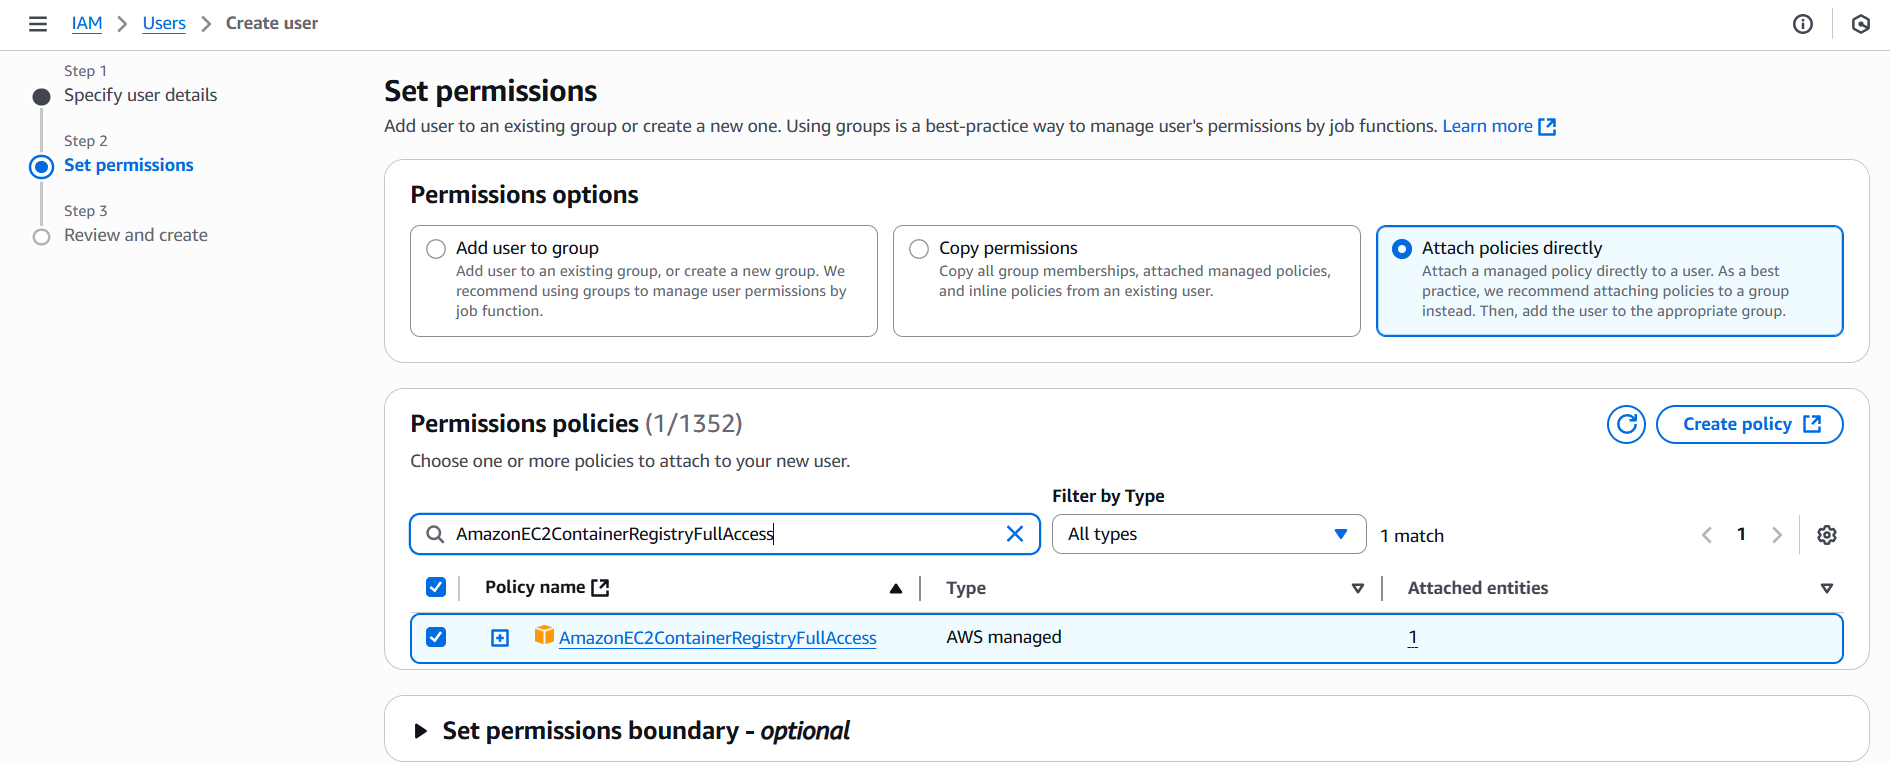 IAM > Users > Create user
Step 1
Specify user details
Step 2
Set permissions
Step 3
Review and create
Set permissions
Add user to an existing group or create a new one. Using groups is a best-practice way to manage user's permissions by job functions. Learn more
Permissions options
Add user to group
Add user to an existing group, or create a new group. We
recommend using groups to manage user permissions by
job function.
Copy permissions
Copy all group memberships, attached managed policies,
and inline policies from an existing user.
Attach policies directly
Attach a managed policy directly to a user. As a best
practice, we recommend attaching policies to a group
instead. Then, add the user to the appropriate group.
Permissions policies (1/1352)
Create policy
Choose one or more policies to attach to your new user.
Filter by Type
AmazonEC2ContainerRegistryFullAccess
All types
1 match
1
Policy name
Type
Attached entities
AmazonEC2ContainerRegistryFullAccess
AWS managed
1
Set permissions boundary - optional